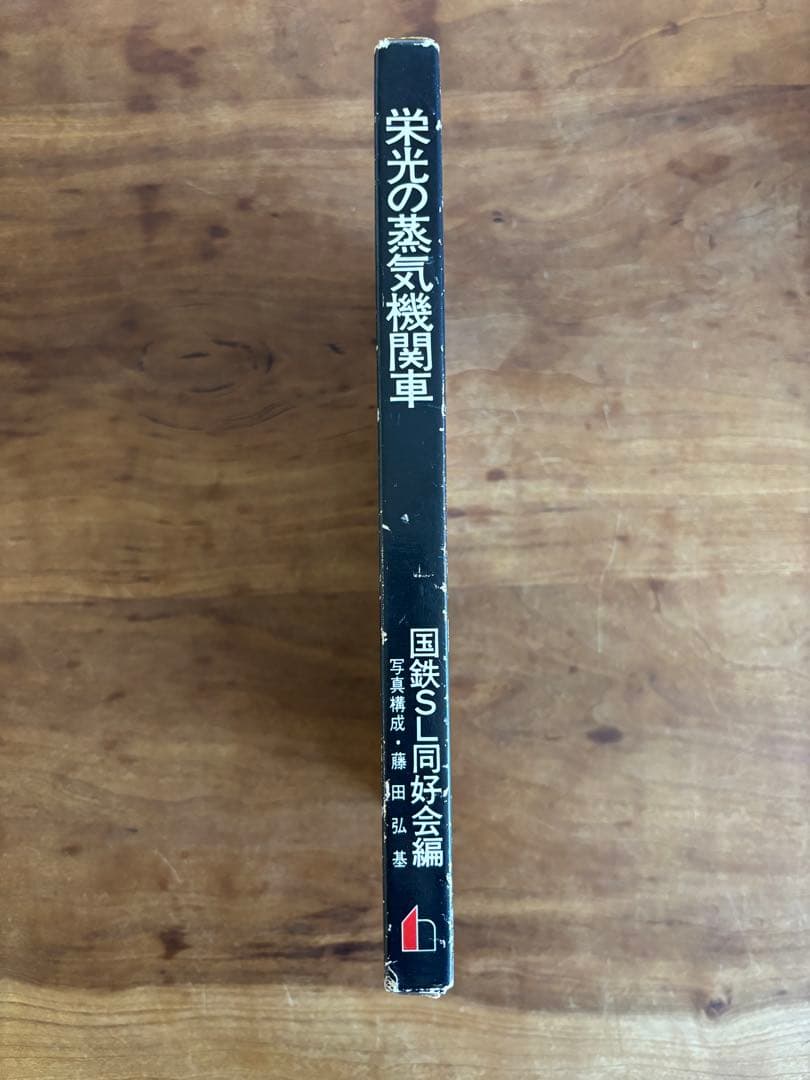 栄光の蒸気機関車
国鉄SL同好会編
写真構成・藤田弘基